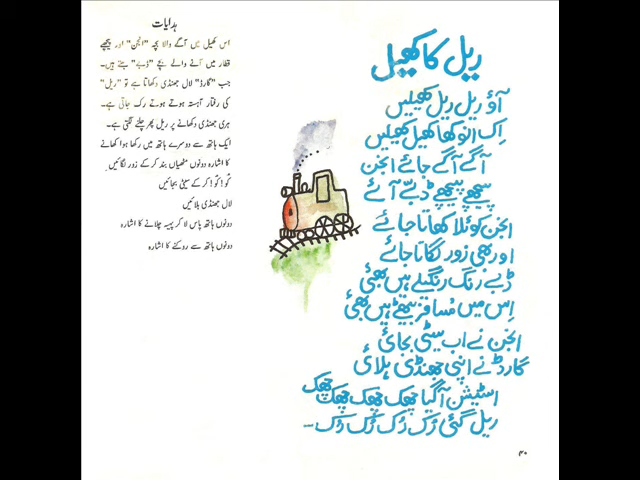 ریل کا کھیل
آؤ ریل ریل کھیلیں
اِک انوکھا کھیل کھیلیں
آگے آگے جائے انجن
پیچھے پیچھے ڈبے آئے
انجن کوئلا کھاتا جائے
اور بھی زور لگاتا جائے
ڈبے رنگ رنگیلے ہیں بھئی
اِس میں مُسافر بیٹھے ہیں بھئی
انجن نے اب سیٹی بجائی
گارڈ نے اپنی جھنڈی ہلائی
اسٹیشن آگیا چھک چھک چھک چھک
ریل گئی رُک رُک رُک رُک ...
ہدایات
اس کھیل میں آگے والا بچہ "انجن" اور پیچھے
قطار میں آنے والے بچے "ڈبے" بنتے ہیں۔
جب "گارڈ" لال جھنڈی دکھاتا ہے تو "ریل"
کی رفتار آہستہ ہوتے ہوتے رک جاتی ہے۔
ہری جھنڈی دکھانے پر ریل پھر چلنے لگتی ہے۔
ایک ہاتھ سے دوسرے ہاتھ میں رکھا ہوا کھانے
کا اشارہ دونوں مٹھیاں بند کر کے زور لگائیں
کُو! کُو! کر کے سیٹی بجائیں
لال جھنڈی ہلائیں
دونوں ہاتھ پاس لا کر پہیہ چلانے کا اشارہ
دونوں ہاتھ سے روکنے کا اشارہ
۴۰